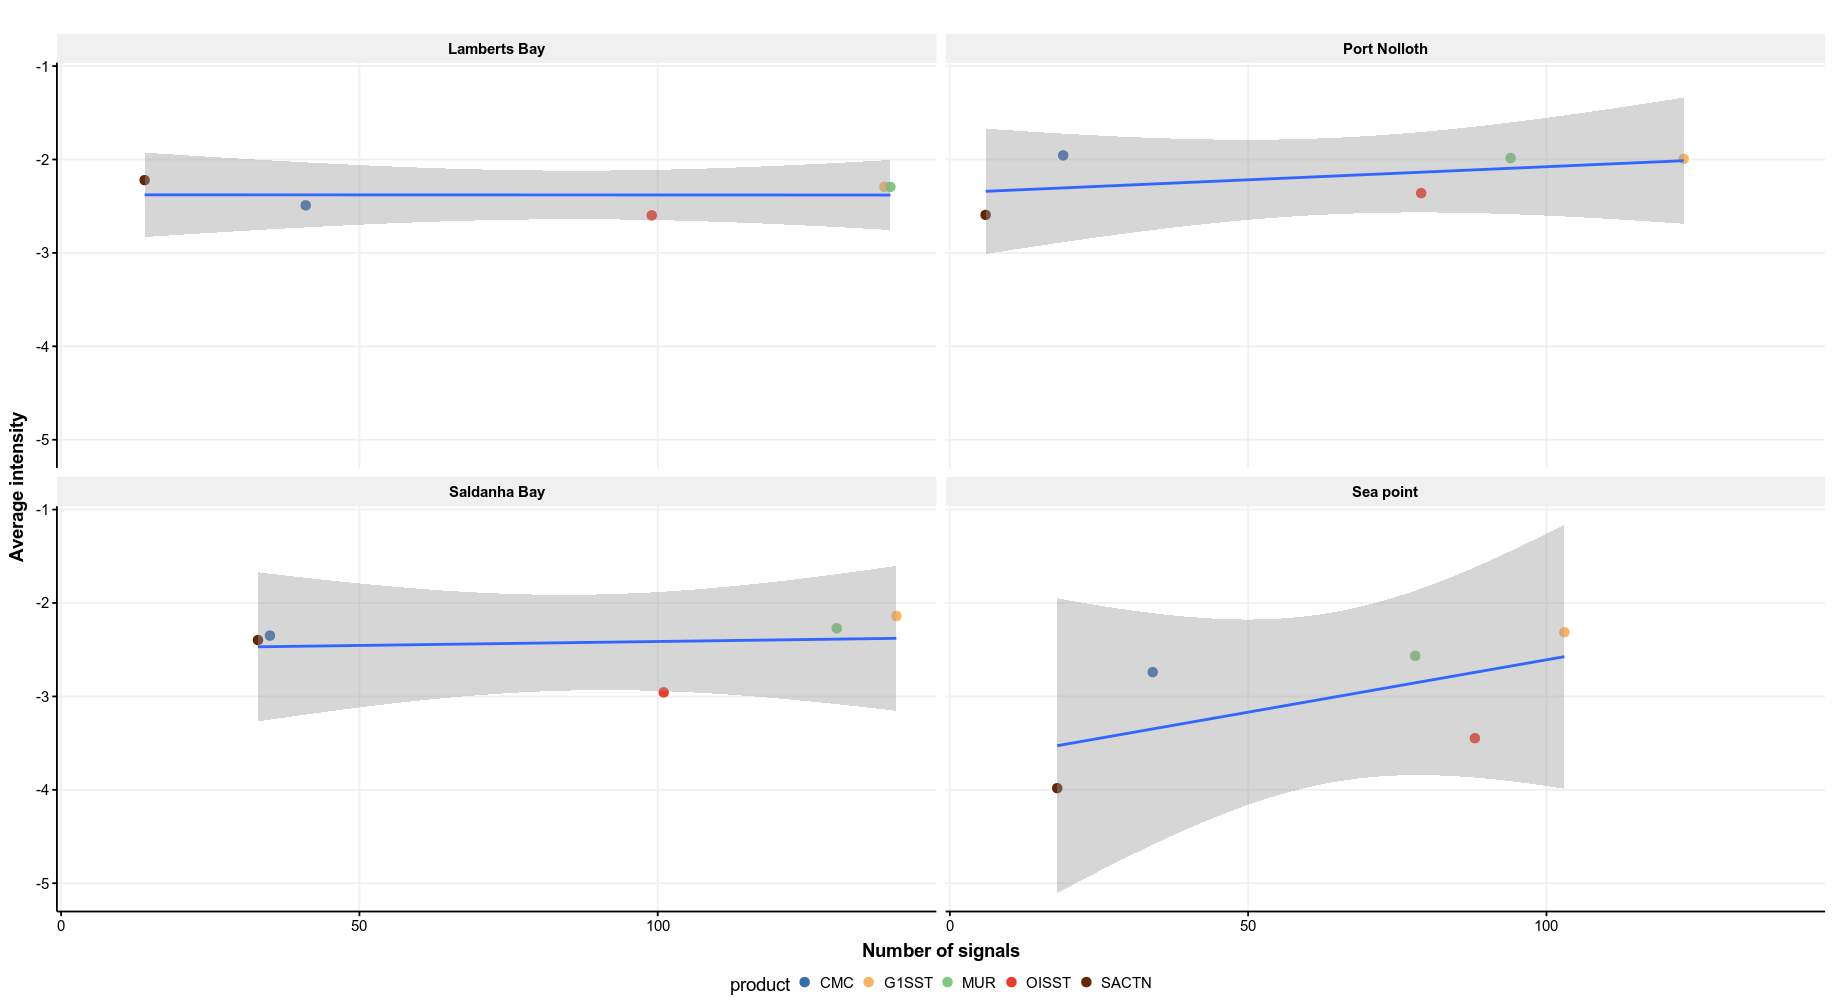 Lamberts Bay
Port Nolloth
-1
-2
-3
-4
-5
Saldanha Bay
Sea point
-1
-2
-3
-4
-5
Average intensity
0 50 100 0 50 100
Number of signals
product CMC G1SST MUR OISST SACTN